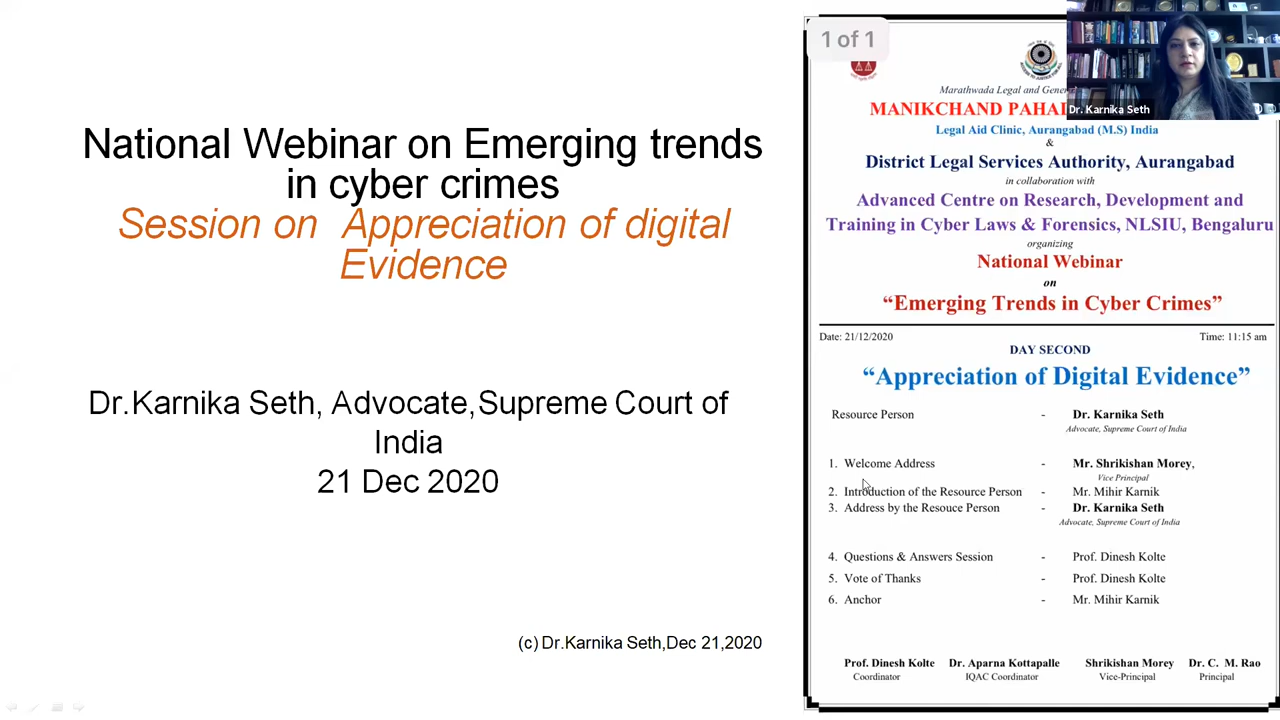 National Webinar on Emerging trends
in cyber crimes
Session on Appreciation of digital
Evidence
Dr.Karnika Seth, Advocate,Supreme Court of
India
21 Dec 2020
(c) Dr.Karnika Seth,Dec 21,2020
1 of 1
Dr. Karnika Seth
Marathwada Legal and Gener
MANIKCHAND PAHA
Legal Aid Clinic, Aurangabad (M.S) India
&
District Legal Services Authority, Aurangabad
in collaboration with
Advanced Centre on Research, Development and
Training in Cyber Laws & Forensics, NLSIU, Bengaluru
organizing
National Webinar
on
“Emerging Trends in Cyber Crimes”
Date: 21/12/2020 Time: 11:15 am
DAY SECOND
“Appreciation of Digital Evidence”
Resource Person - Dr. Karnika Seth
Advocate, Supreme Court of India
1. Welcome Address - Mr. Shrikishan Morey,
Vice Principal
2. Introduction of the Resource Person - Mr. Mihir Karnik
3. Address by the Resouce Person - Dr. Karnika Seth
Advocate, Supreme Court of India
4. Questions & Answers Session - Prof. Dinesh Kolte
5. Vote of Thanks - Prof. Dinesh Kolte
6. Anchor - Mr. Mihir Karnik
Prof. Dinesh Kolte Dr. Aparna Kottapalle Shrikishan Morey Dr. C. M. Rao
Coordinator IQAC Coordinator Vice-Principal Principal